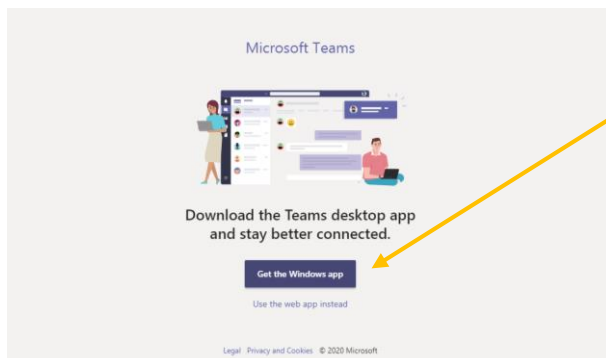 Microsoft Teams
Download the Teams desktop app
and stay better connected.
Get the Windows app
Use the web app instead
Legal Privacy and Cookies © 2020 Microsoft